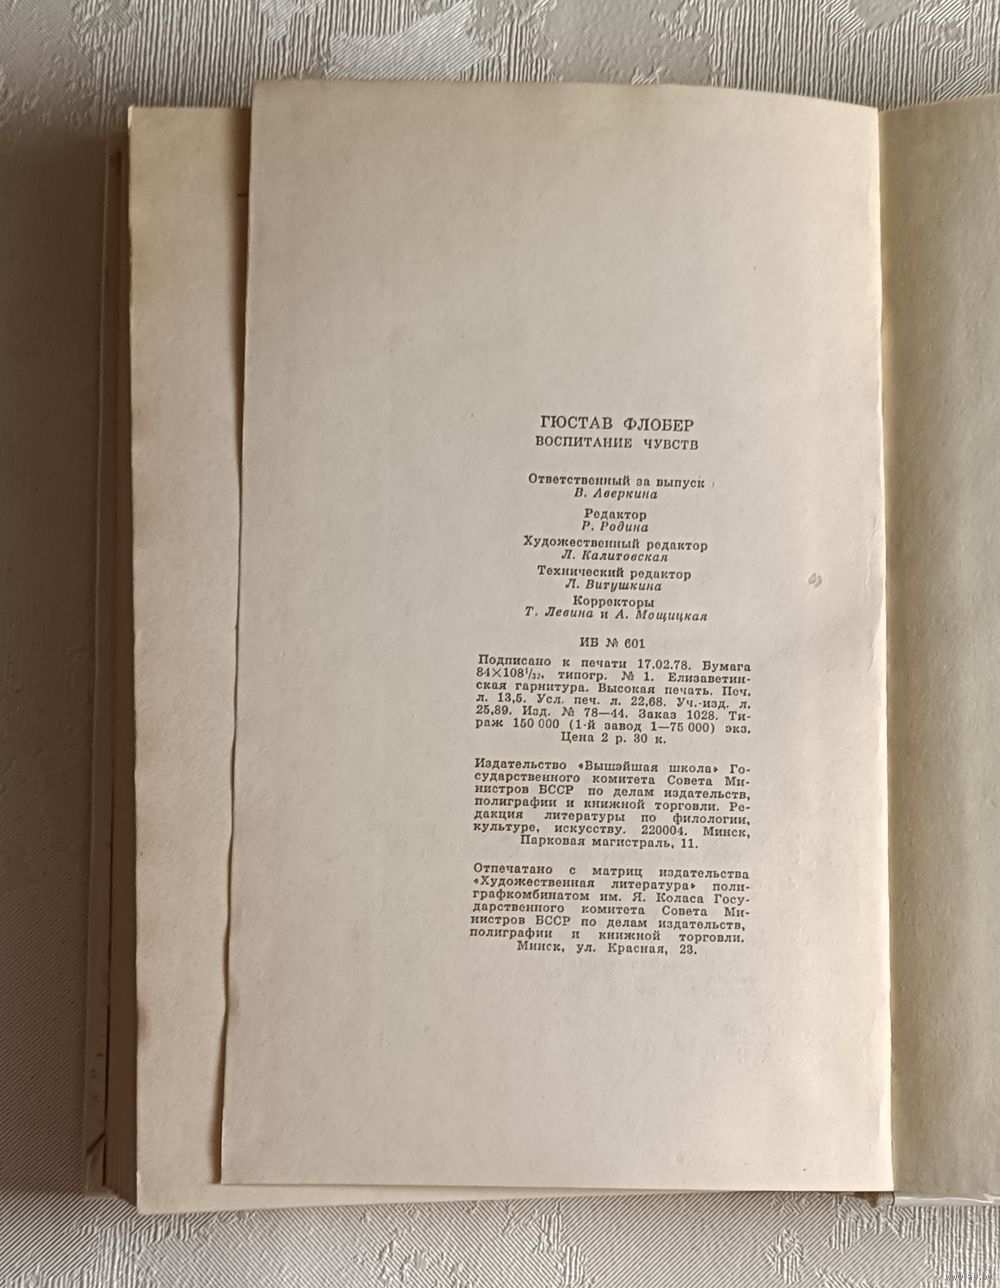 ГЮСТАВ ФЛОБЕР
ВОСПИТАНИЕ ЧУВСТВ
Ответственный за выпуск
В. Аверкина
Редактор
Р. Родина
Художественный редактор
Л. Калитовская
Технический редактор
Л. Витушкина
Корректоры
Т. Левина и А. Мощицкая
ИБ № 601
Подписано к печати 17.02.78. Бумага
84×108¹/₃₂, типогр. № 1. Елизаветин-
ская гарнитура. Высокая печать. Печ.
л. 13,5. Усл. печ. л. 22,68. Уч.-изд. л.
25,89. Изд. № 78—44. Заказ 1028. Ти-
раж 150 000 (1-й завод 1—75 000) экз.
Цена 2 р. 30 к.
Издательство «Вышэйшая школа» Го-
сударственного комитета Совета Ми-
нистров БССР по делам издательств,
полиграфии и книжной торговли. Ре-
дакция литературы по филологии,
культуре, искусству. 220004. Минск,
Парковая магистраль, 11.
Отпечатано с матриц издательства
«Художественная литература» поли-
графкомбинатом им. Я. Коласа Госу-
дарственного комитета Совета Ми-
нистров БССР по делам издательств,
полиграфии и книжной торговли.
Минск, ул. Красная, 23.